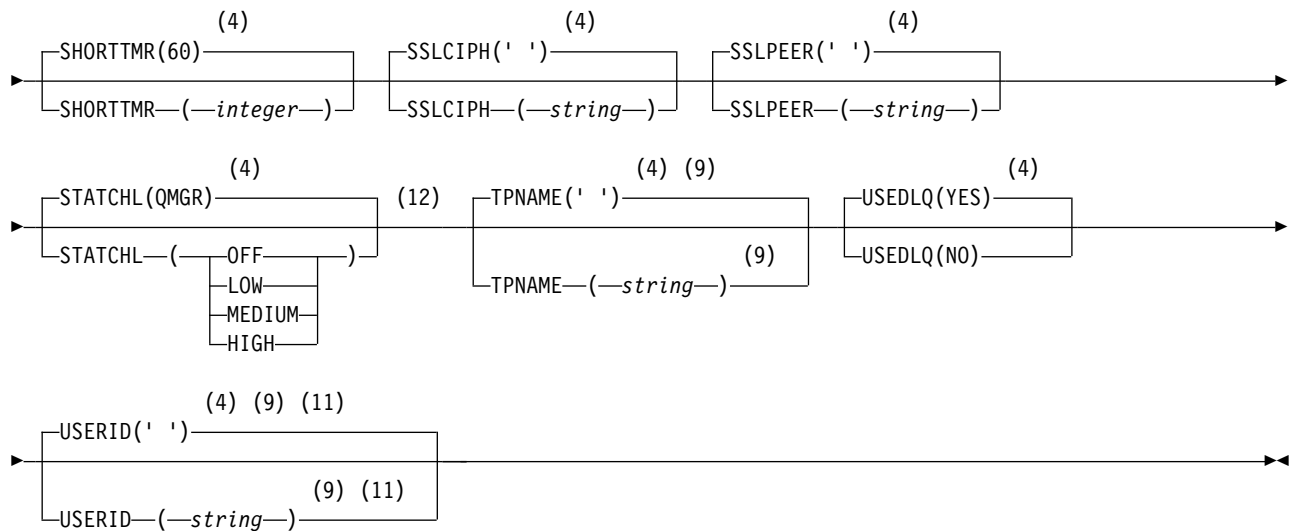 (4) (4) (4)
SHORTTMR(60) SSLCIPH(' ') SSLPEER(' ')
SHORTTMR ( integer ) SSLCIPH ( string ) SSLPEER ( string )
(4) (4) (9) (4)
STATCHL(QMGR) (12) TPNAME(' ') USEDLQ(YES)
STATCHL ( OFF ) (9) USEDLQ(NO)
LOW TPNAME ( string )
MEDIUM
HIGH
(4) (9) (11)
USERID(' ')
(9) (11)
USERID ( string )